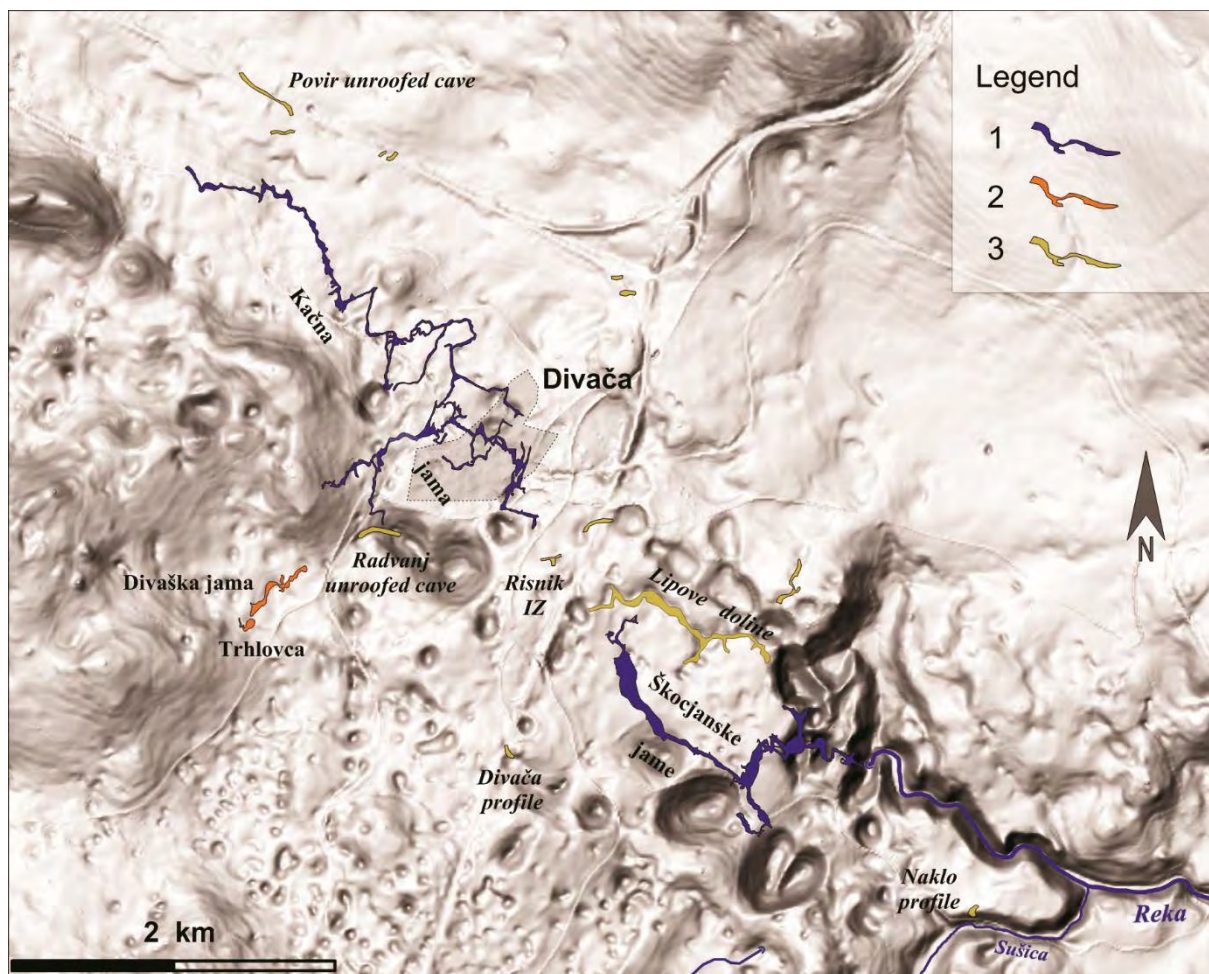 Povir unroofed cave
Legend
1
2
3
Kačna
jama
Divača
Radvanj
unroofed cave
Divaška jama
Trhlovca
Risnik
IZ
Lipove doline
Škocjanske
jame
Divača
profile
N
Naklo
profile
Reka
Sušica
2 km